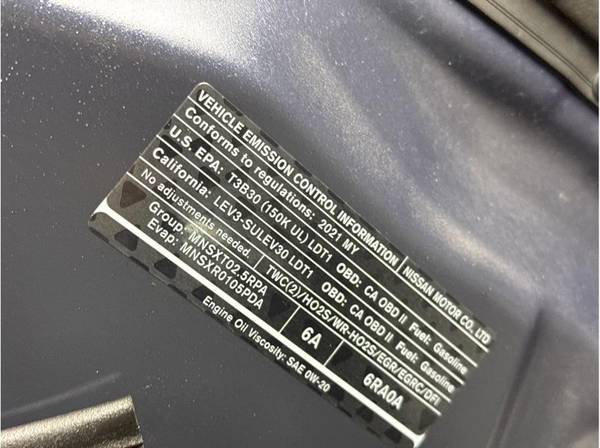 VEHICLE EMISSION CONTROL INFORMATION NISSAN MOTOR CO., LTD
Conforms to regulations: 2021 MY
U.S. EPA: T3B30 (150K UL) LDT1 OBD: CA OBD II Fuel: Gasoline
California: LEV3-SULEV30 LDT1 OBD: CA OBD II Fuel: Gasoline
No adjustments needed. TWC(2)/HO2S/WR-HO2S/EGR/EGRC/DFI
Group: MNSXT02.5RPA
Evap: MNSXR0105PDA
6A
6RA0A
Engine Oil Viscosity: SAE 0W-20